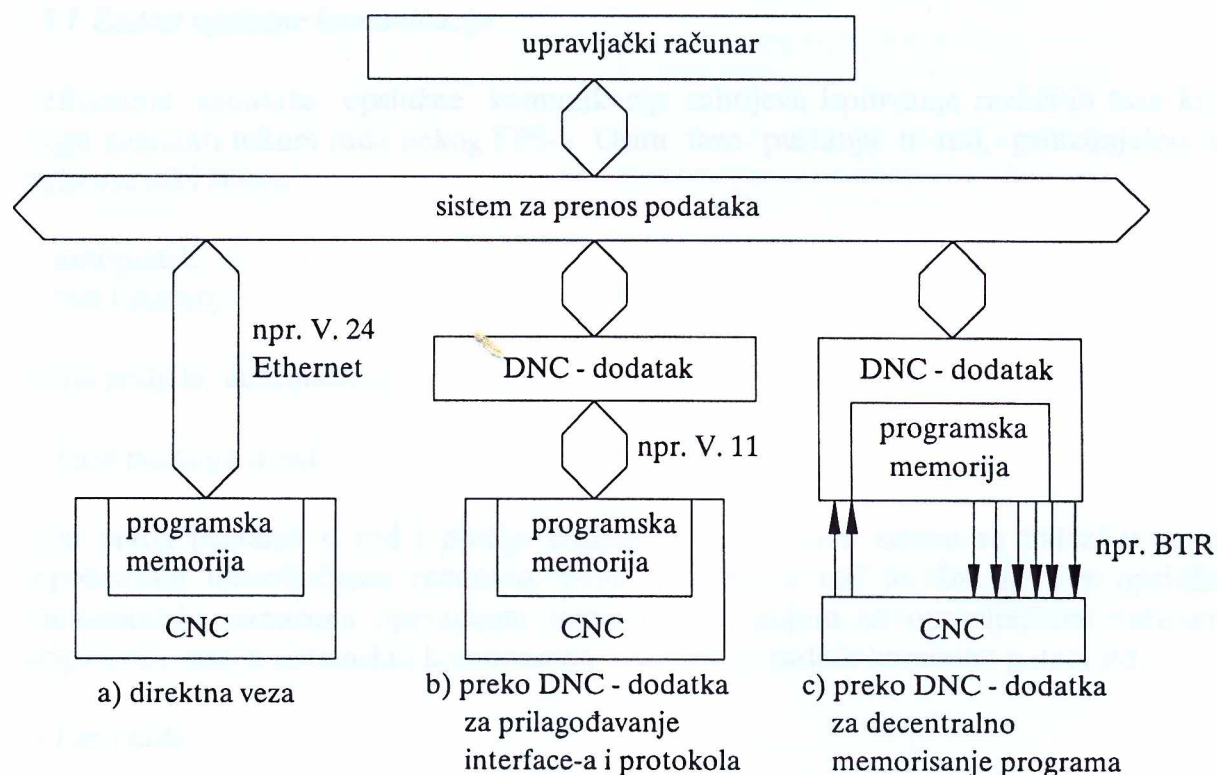 upravljački računar
sistem za prenos podataka
npr. V. 24
Ethernet
DNC - dodatak
npr. V. 11
DNC - dodatak
programska
memorija
npr. BTR
programska
memorija
CNC
programska
memorija
CNC
CNC
a) direktna veza
b) preko DNC - dodatka
za prilagođavanje
interface-a i protokola
c) preko DNC - dodatka
za decentralno
memorisanje programa